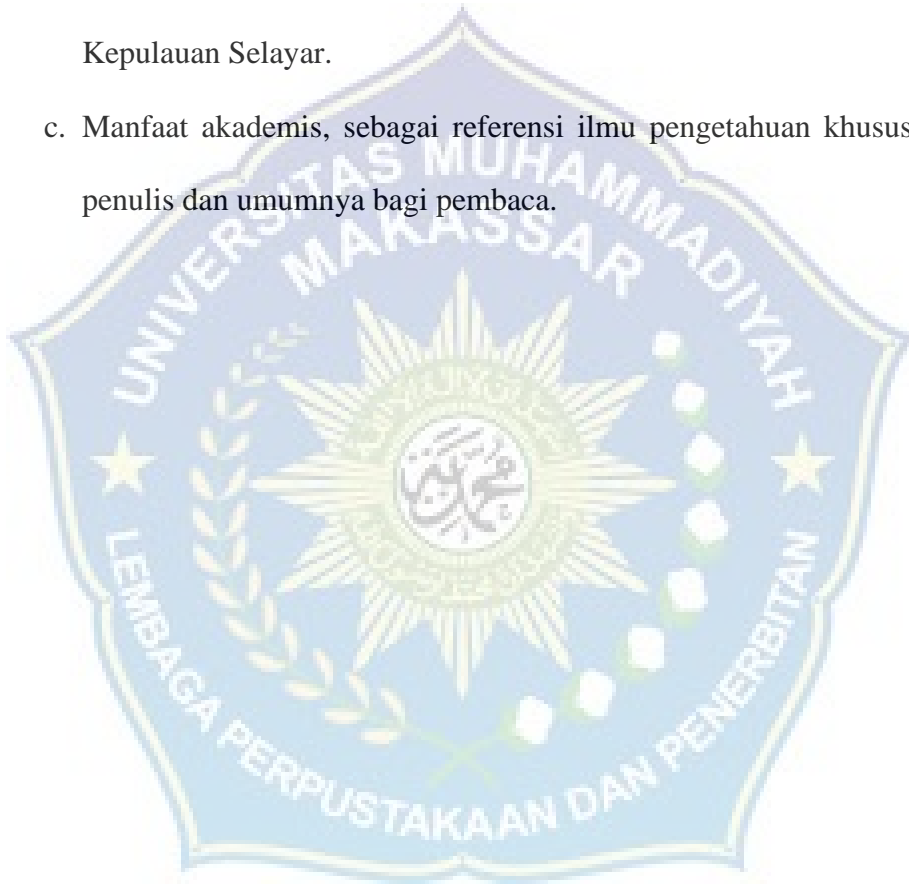 Kepulauan Selayar.
c. Manfaat akademis, sebagai referensi ilmu pengetahuan khusus
penulis dan umumnya bagi pembaca.
UNIVERSITAS MUHAMMADIYAH
MAKASSAR
LEMBAGA PERPUSTAKAAN DAN PENERBITAN